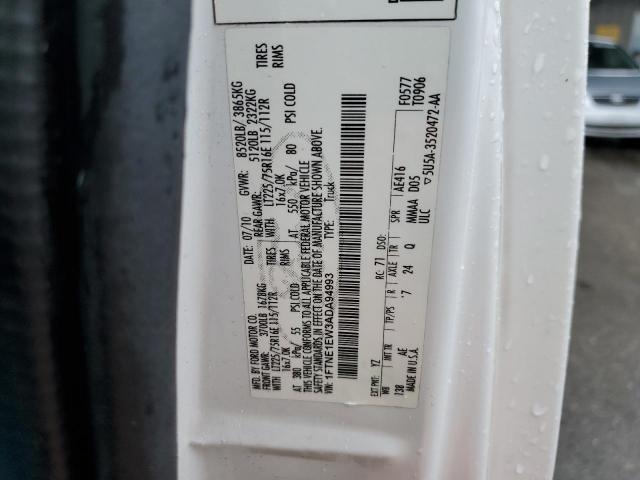 MFD. BY FORD MOTOR CO.
DATE: 07/10 GVWR: 8520LB/ 3865KG
FRONT GAWR: 3700LB 1678KG REAR GAWR: 5120LB 2322KG
WITH LT225/75R16E 115/112R TIRES WITH LT225/75R16E 115/112R TIRES
16x7.0K RIMS 16x7.0K RIMS
AT 380 kPa/ 55 PSI COLD AT 550 kPa/ 80 PSI COLD
THIS VEHICLE CONFORMS TO ALL APPLICABLE FEDERAL MOTOR VEHICLE
SAFETY STANDARDS IN EFFECT ON THE DATE OF MANUFACTURE SHOWN ABOVE.
VIN: 1FTNE1EW3ADA94993 TYPE: Truck
F0577
T0906
EXT PNT: YZ RC: 71 DSO:
WB INT TR TP/PS R AXLE TR SPR AE416
138 AE 7 24 Q MMAA D05
MADE IN U.S.A. ULC
▽5U5A-3520472-AA